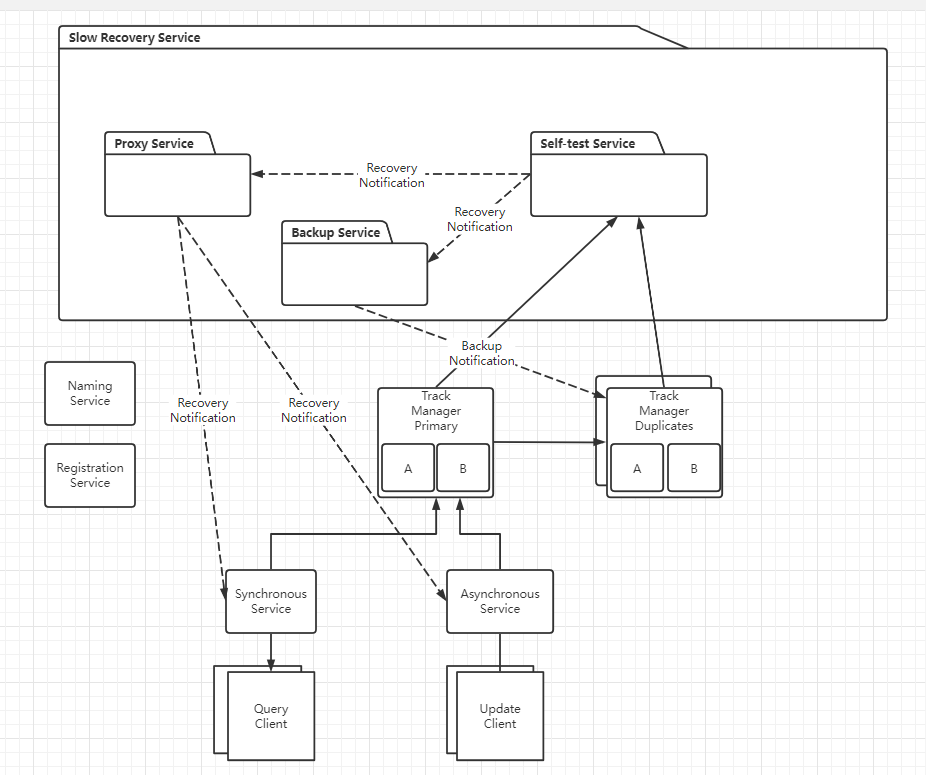 Slow Recovery Service
Proxy Service
Self-test Service
Recovery
Notification
Recovery
Notification
Backup Service
Backup
Notification
Naming
Service
Registration
Service
Recovery
Notification
Recovery
Notification
Track
Manager
Primary
A
B
Track
Manager
Duplicates
A
B
Synchronous
Service
Asynchronous
Service
Query
Client
Update
Client